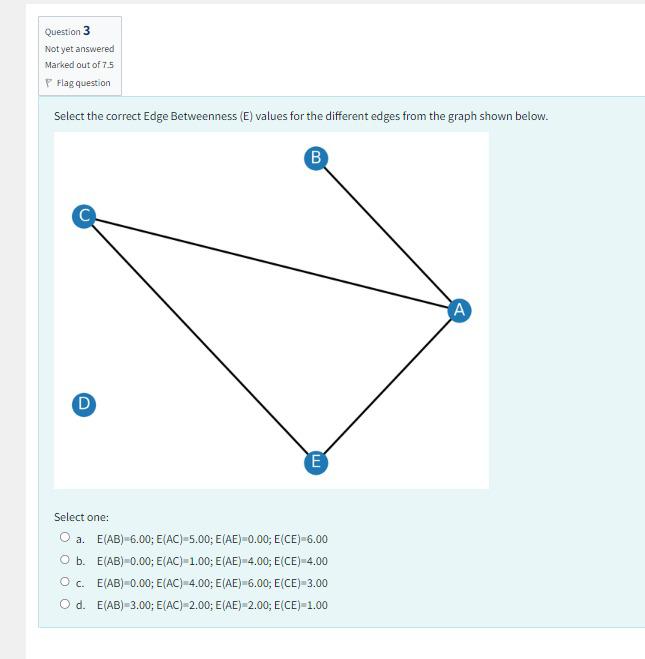 Question 3
Not yet answered
Marked out of 7.5
Flag question
Select the correct Edge Betweenness (E) values for the different edges from the graph shown below.
B
C
A
D
E
Select one:
a. E(AB)=6.00; E(AC)=5.00; E(AE)=0.00; E(CE)=6.00
b. E(AB)=0.00; E(AC)=1.00; E(AE)=4.00; E(CE)=4.00
c. E(AB)=0.00; E(AC)=4.00; E(AE)=6.00; E(CE)=3.00
d. E(AB)=3.00; E(AC)=2.00; E(AE)=2.00; E(CE)=1.00